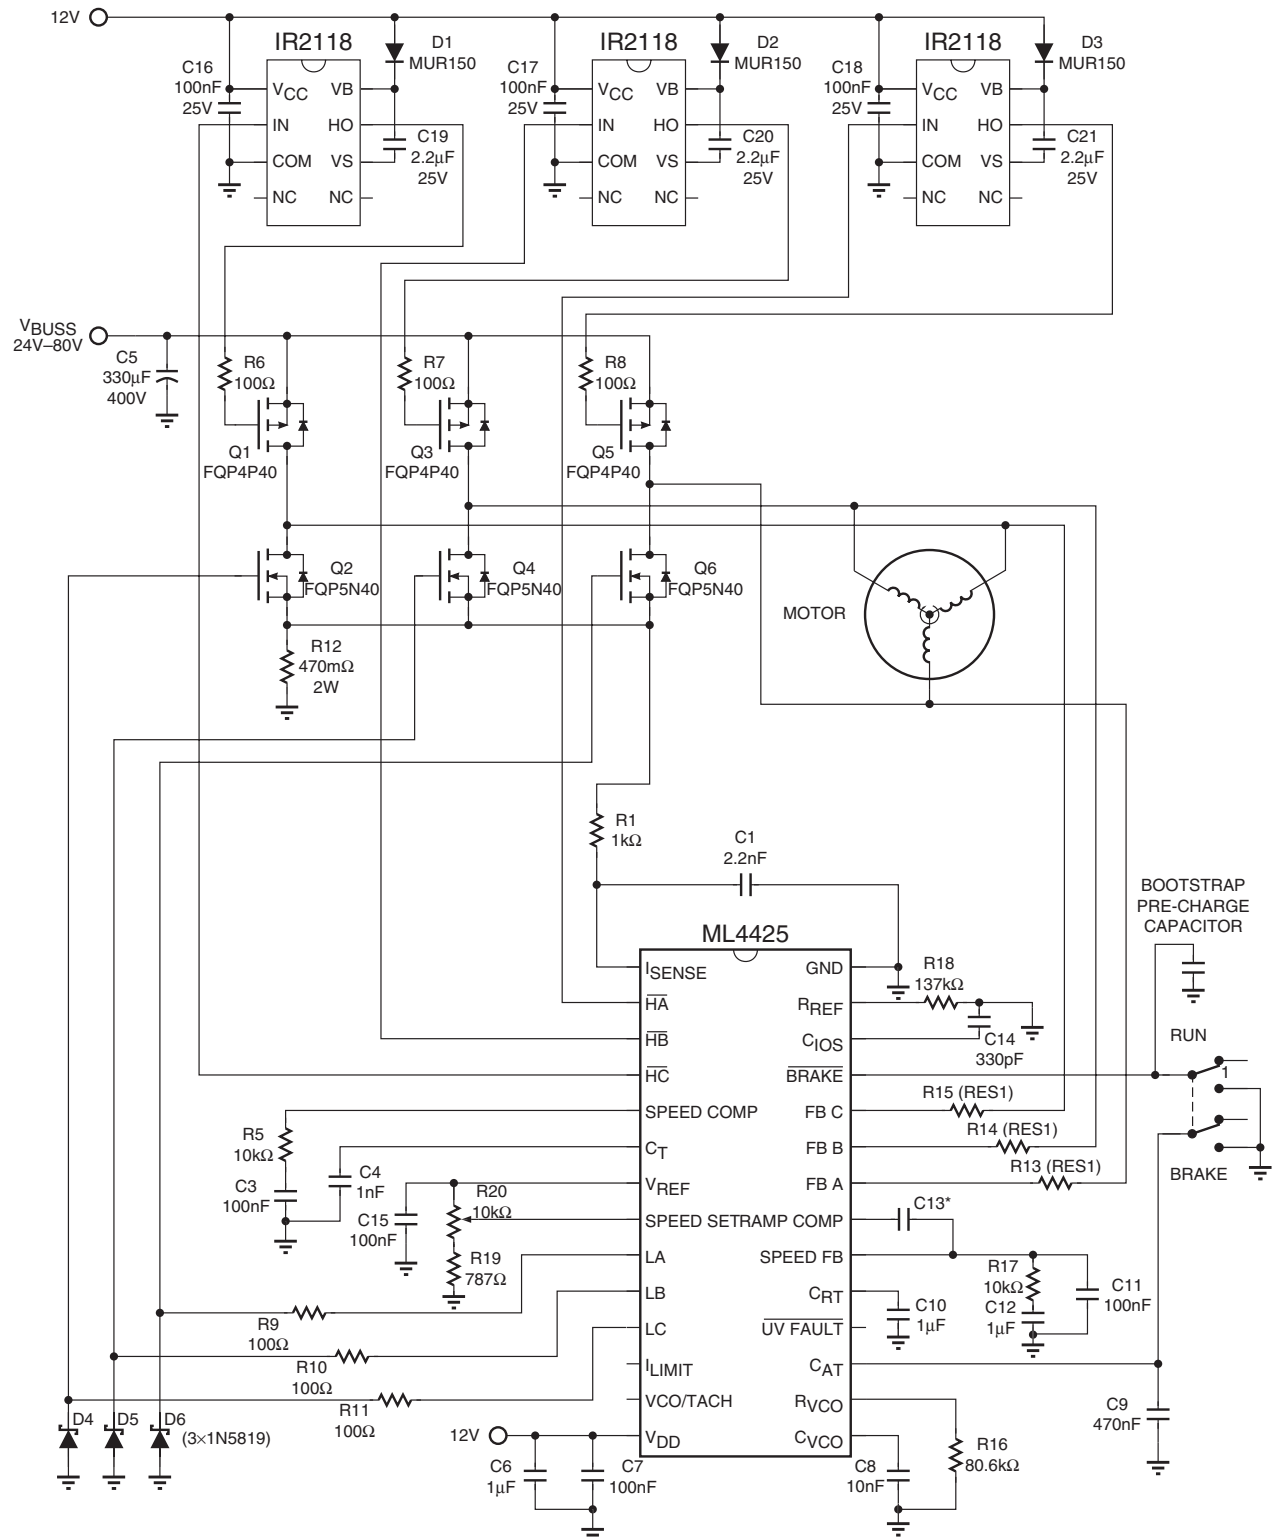 12V
IR2118
D1
MUR150
C16
100nF
25V
VCC
VB
IN
HO
COM
VS
NC
NC
C19
2.2µF
25V
IR2118
D2
MUR150
C17
100nF
25V
VCC
VB
IN
HO
COM
VS
NC
NC
C20
2.2µF
25V
IR2118
D3
MUR150
C18
100nF
25V
VCC
VB
IN
HO
COM
VS
NC
NC
C21
2.2µF
25V
VBUSS
24V–80V
C5
330µF
400V
R6
100Ω
R7
100Ω
R8
100Ω
Q1
FQP4P40
Q3
FQP4P40
Q5
FQP4P40
Q2
FQP5N40
Q4
FQP5N40
Q6
FQP5N40
MOTOR
R12
470mΩ
2W
R1
1kΩ
C1
2.2nF
BOOTSTRAP
PRE-CHARGE
CAPACITOR
ML4425
ISENSE
HA
HB
HC
SPEED COMP
CT
VREF
SPEED SETRAMP COMP
LA
LB
LC
ILIMIT
VCO/TACH
VDD
GND
RREF
CIOS
BRAKE
FB C
FB B
FB A
SPEED FB
CRT
UV FAULT
CAT
RVCO
CVCO
R18
137kΩ
C14
330pF
RUN
1
BRAKE
R15 (RES1)
R14 (RES1)
R13 (RES1)
R5
10kΩ
C3
100nF
C4
1nF
C15
100nF
R20
10kΩ
R19
787Ω
C13*
R17
10kΩ
C12
1µF
C11
100nF
C10
1µF
R9
100Ω
R10
100Ω
R11
100Ω
D4
D5
D6
(3×1N5819)
12V
C6
1µF
C7
100nF
C8
10nF
R16
80.6kΩ
C9
470nF